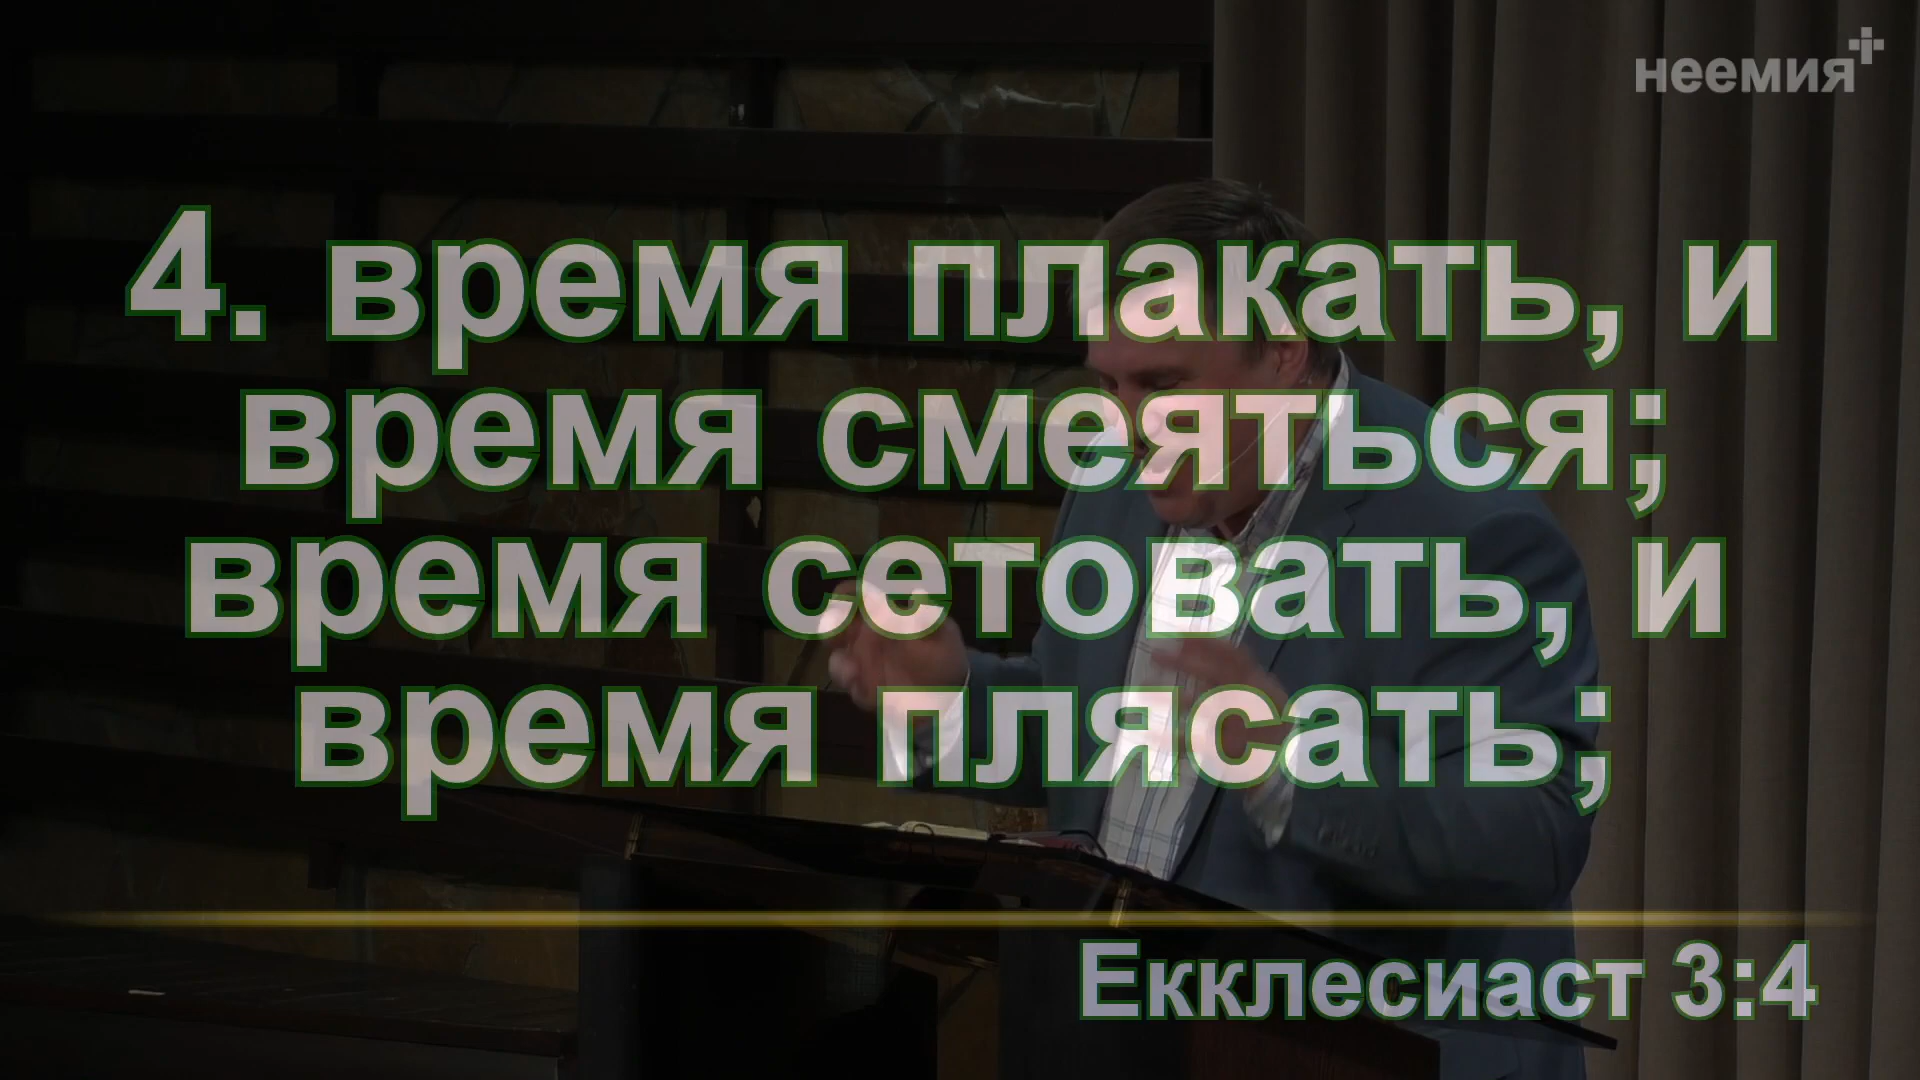 неемия
4. время плакать, и
время смеяться;
время сетовать, и
время плясать;
Екклесиаст 3:4